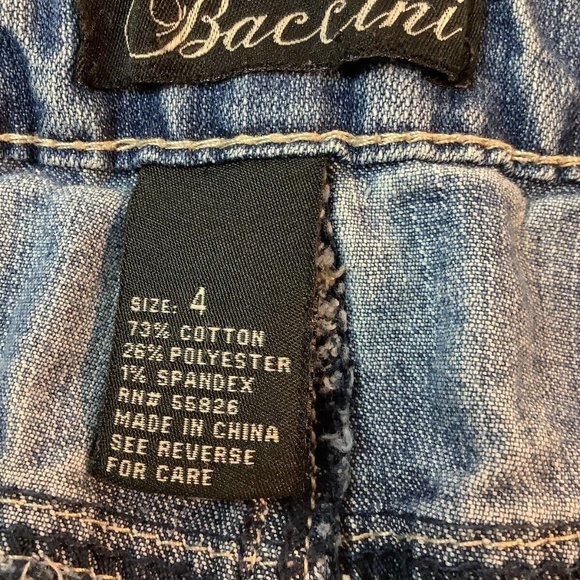 Baccini
SIZE: 4
73% COTTON
26% POLYESTER
1% SPANDEX
RN# 55826
MADE IN CHINA
SEE REVERSE
FOR CARE